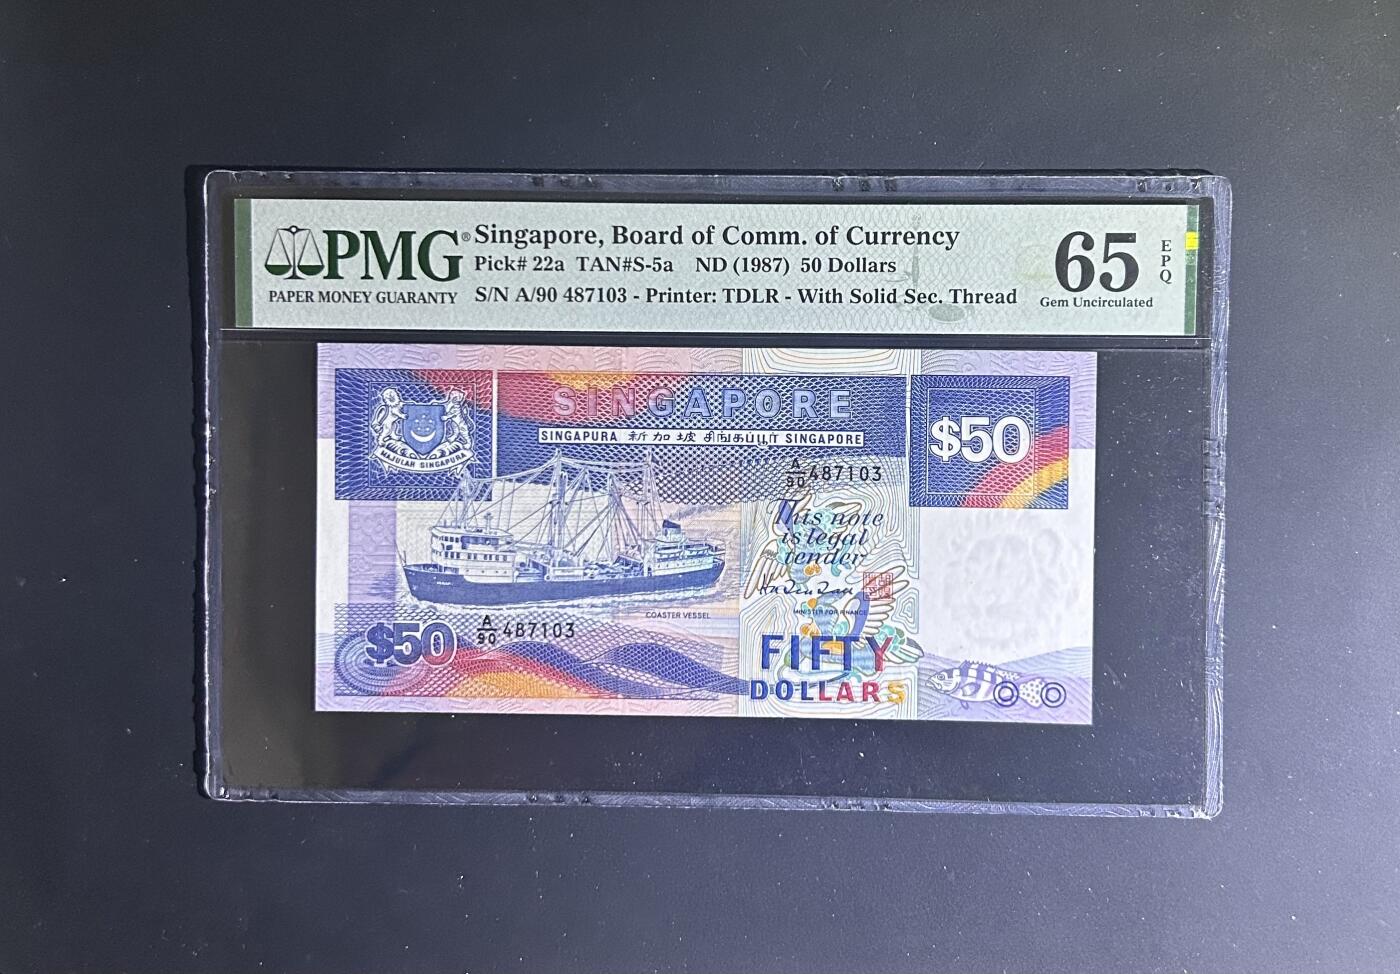 PMG®
PAPER MONEY GUARANTY
Singapore, Board of Comm. of Currency
Pick# 22a TAN#S-5a ND (1987) 50 Dollars
S/N A/90 487103 - Printer: TDLR - With Solid Sec. Thread
65
EPQ
Gem Uncirculated
SINGAPORE
SINGAPURA 新加坡 சிங்கப்பூர் SINGAPORE
MAJULAH SINGAPURA
$50
A/90 487103
This note
is legal
tender
MINISTER FOR FINANCE
COASTER VESSEL
$50
A/90 487103
FIFTY
DOLLARS